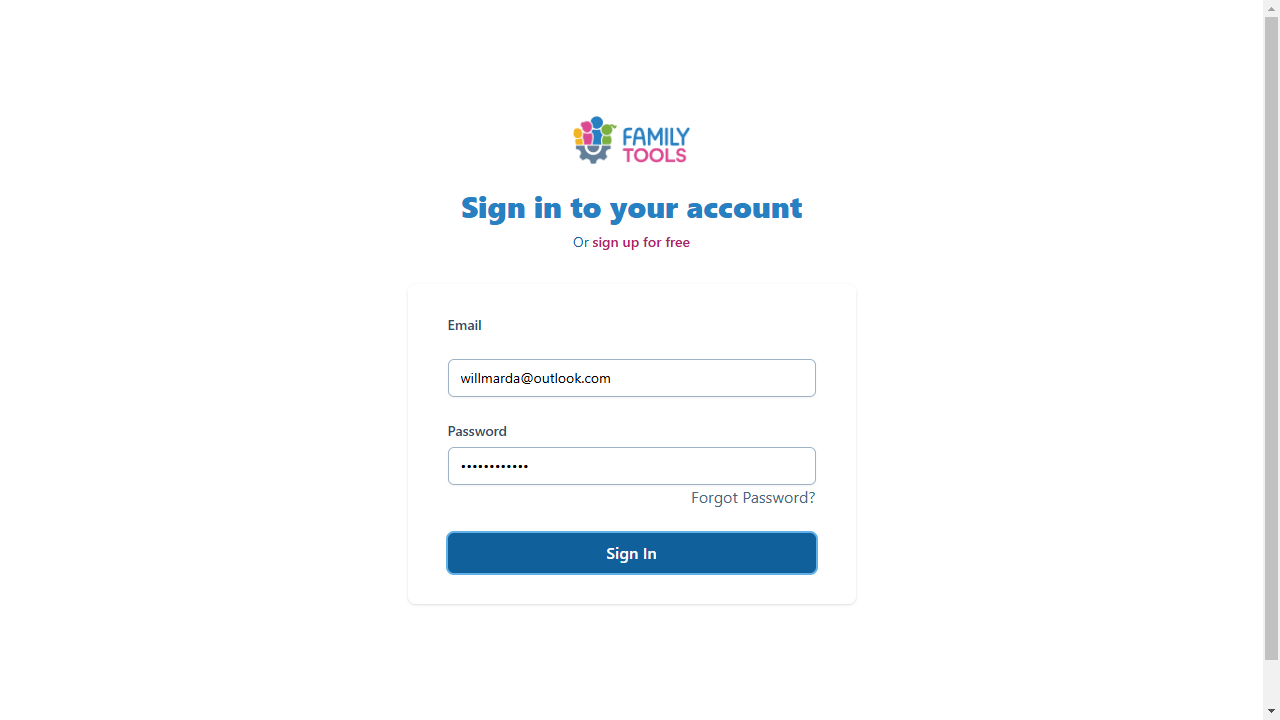 FAMILY
TOOLS
Sign in to your account
Or sign up for free
Email
willmarda@outlook.com
Password
••••••••••••
Forgot Password?
Sign In